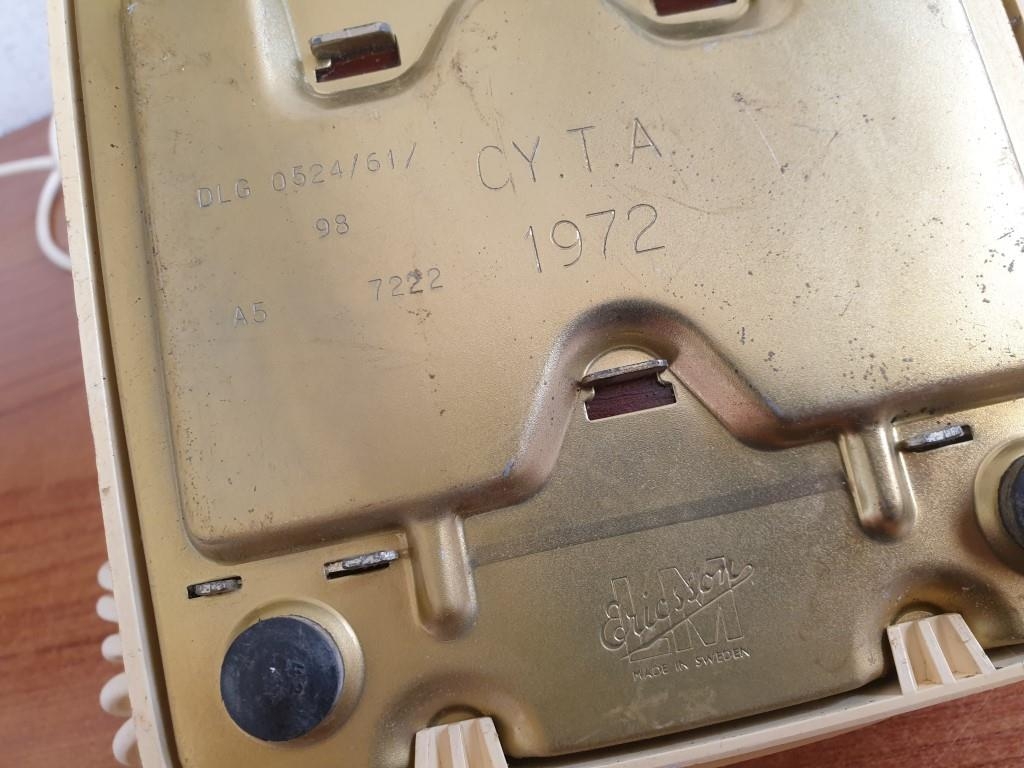 DLG 0524/61/
98
A5 7222
CY.T.A
1972
LM
Ericsson
MADE IN SWEDEN